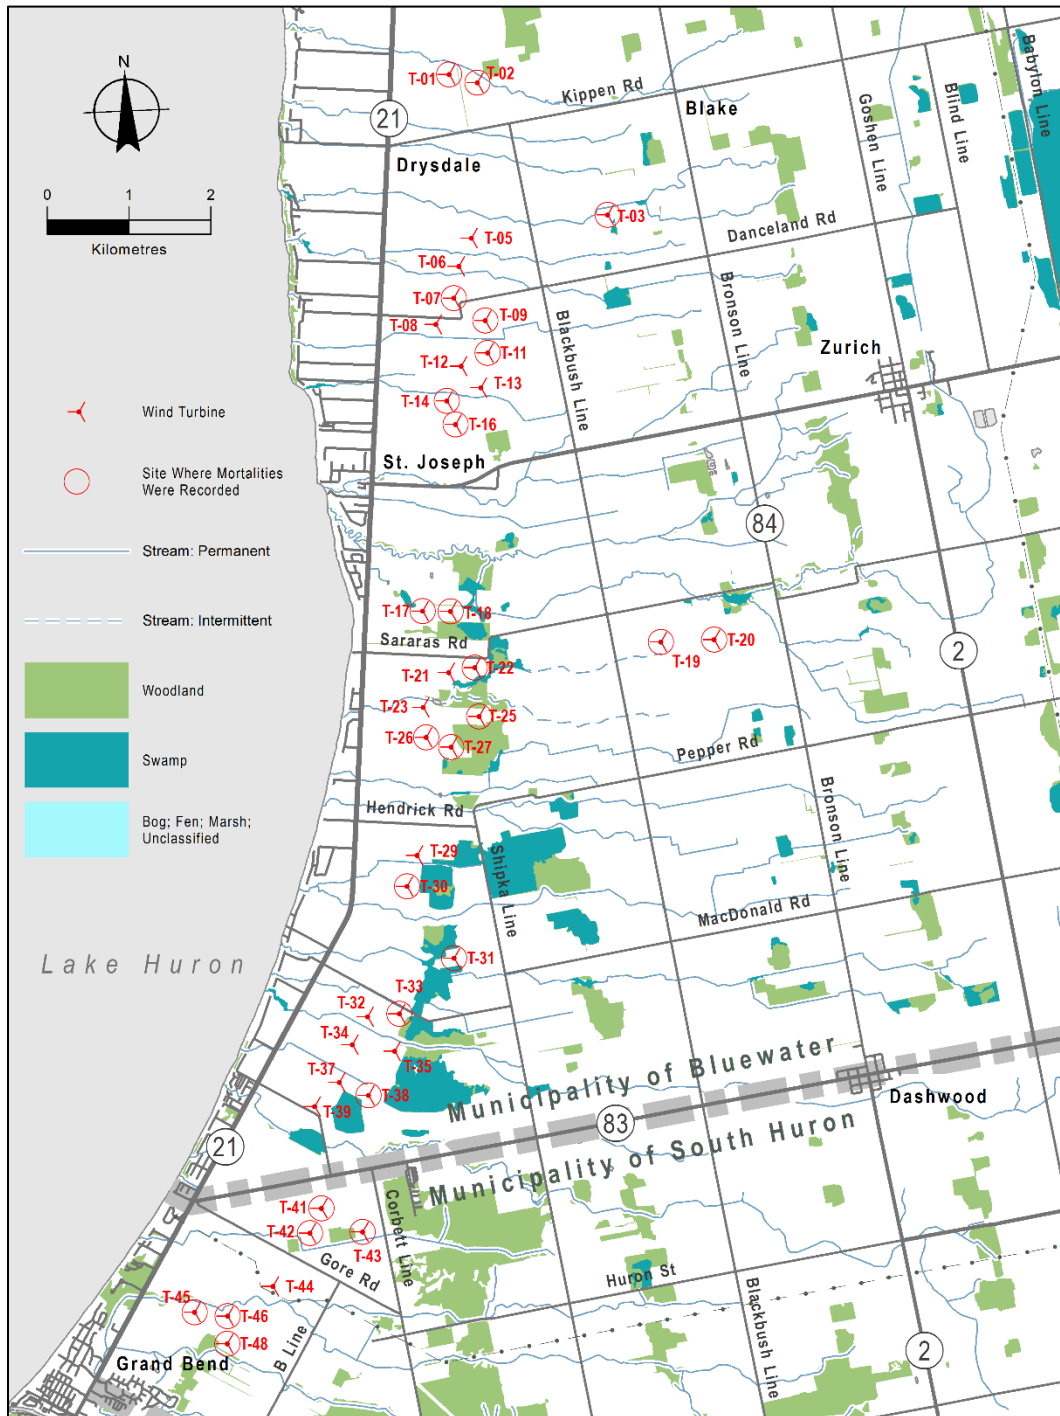 N
0 1 2
Kilometres
Wind Turbine
Site Where Mortalities
Were Recorded
Stream: Permanent
Stream: Intermittent
Woodland
Swamp
Bog; Fen; Marsh;
Unclassified
Lake Huron
T-01
T-02
Kippen Rd
Blake
21
Drysdale
Goshen Line
Blind Line
Babylon Line
T-03
Danceland Rd
T-05
T-06
T-07
T-08
T-09
T-11
T-12
T-13
T-14
T-16
Blackbush Line
Bronson Line
Zurich
St. Joseph
84
T-17
T-18
Sararas Rd
T-19
T-20
2
T-21
T-22
T-23
T-25
T-26
T-27
Pepper Rd
Hendrick Rd
Shipka Line
Bronson Line
T-29
T-30
MacDonald Rd
T-31
T-32
T-33
T-34
T-35
T-37
T-38
T-39
Municipality of Bluewater
83
Dashwood
Municipality of South Huron
21
T-41
T-42
T-43
Corbett Line
Gore Rd
Huron St
T-44
T-45
T-46
T-48
B Line
Blackbush Line
2
Grand Bend